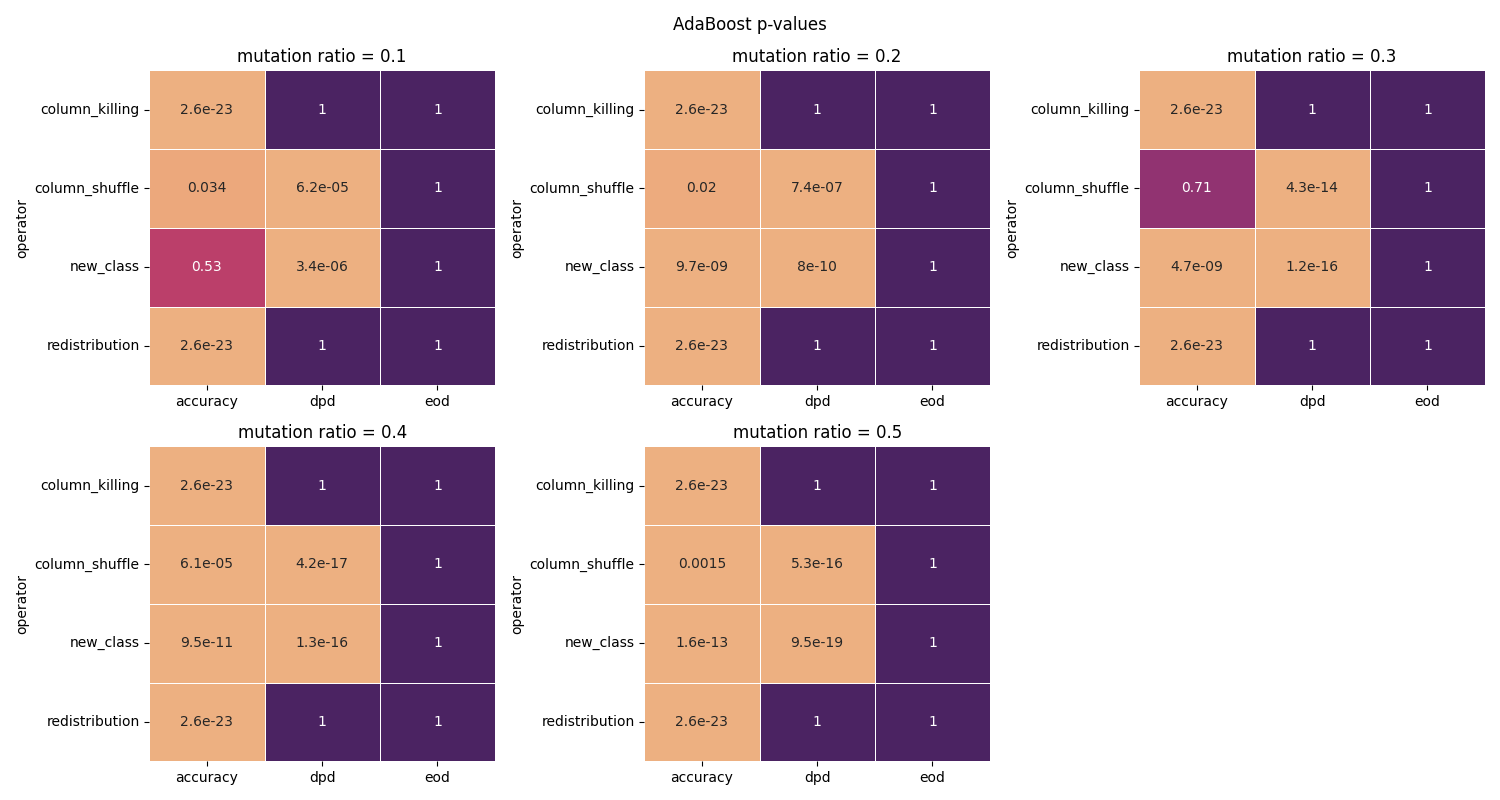 AdaBoost p-values
mutation ratio = 0.1
operator
column_killing 2.6e-23 1 1
column_shuffle 0.034 6.2e-05 1
new_class 0.53 3.4e-06 1
redistribution 2.6e-23 1 1
accuracy dpd eod
mutation ratio = 0.2
operator
column_killing 2.6e-23 1 1
column_shuffle 0.02 7.4e-07 1
new_class 9.7e-09 8e-10 1
redistribution 2.6e-23 1 1
accuracy dpd eod
mutation ratio = 0.3
operator
column_killing 2.6e-23 1 1
column_shuffle 0.71 4.3e-14 1
new_class 4.7e-09 1.2e-16 1
redistribution 2.6e-23 1 1
accuracy dpd eod
mutation ratio = 0.4
operator
column_killing 2.6e-23 1 1
column_shuffle 6.1e-05 4.2e-17 1
new_class 9.5e-11 1.3e-16 1
redistribution 2.6e-23 1 1
accuracy dpd eod
mutation ratio = 0.5
operator
column_killing 2.6e-23 1 1
column_shuffle 0.0015 5.3e-16 1
new_class 1.6e-13 9.5e-19 1
redistribution 2.6e-23 1 1
accuracy dpd eod